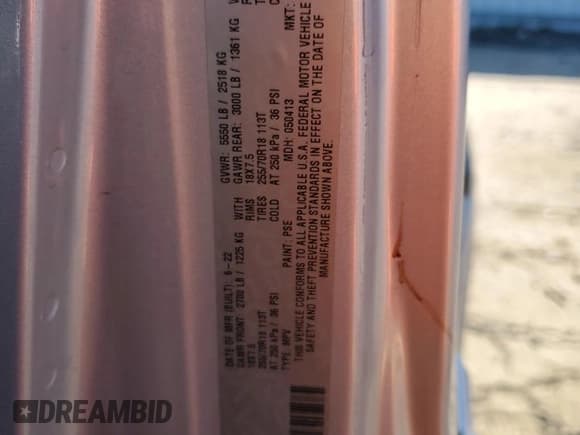 DATE OF MFR (BUILT): 6-22 GVWR: 5550 LB / 2518 KG
GAWR FRONT: 2700 LB / 1225 KG WITH GAWR REAR: 3000 LB / 1361 KG
18X7.5 RIMS 18X7.5
255/70R18 113T TIRES 255/70R18 113T
AT 250 kPa / 36 PSI COLD AT 250 kPa / 36 PSI
TYPE: MPV PAINT: PSE MDH: 050413 MKT:
THIS VEHICLE CONFORMS TO ALL APPLICABLE U.S.A. FEDERAL MOTOR VEHICLE
SAFETY AND THEFT PREVENTION STANDARDS IN EFFECT ON THE DATE OF
MANUFACTURE SHOWN ABOVE.
DREAMBID